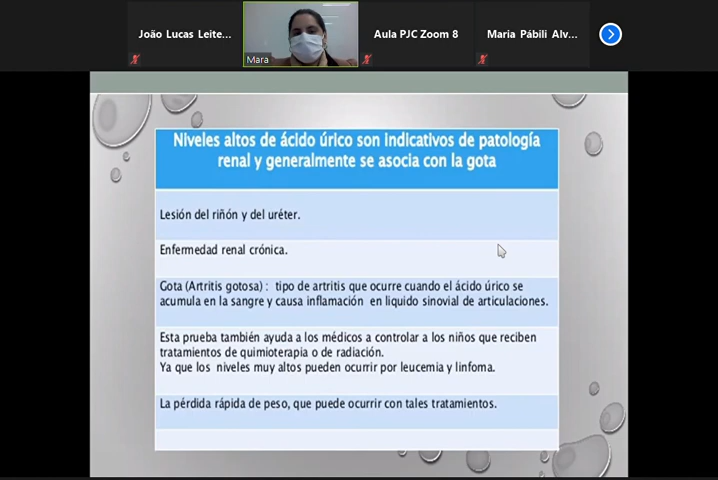 João Lucas Leite...
Mara
Aula PJC Zoom 8
Maria Pábili Alv...
Niveles altos de ácido úrico son indicativos de patología
renal y generalmente se asocia con la gota
Lesión del riñón y del uréter.
Enfermedad renal crónica.
Gota (Artritis gotosa) :  tipo de artritis que ocurre cuando el ácido úrico se
acumula en la sangre y causa inflamación  en liquido sinovial de articulaciones.
Esta prueba también ayuda a los médicos a controlar a los niños que reciben
tratamientos de quimioterapia o de radiación.
Ya que los  niveles muy altos pueden ocurrir por leucemia y linfoma.
La pérdida rápida de peso, que puede ocurrir con tales tratamientos.